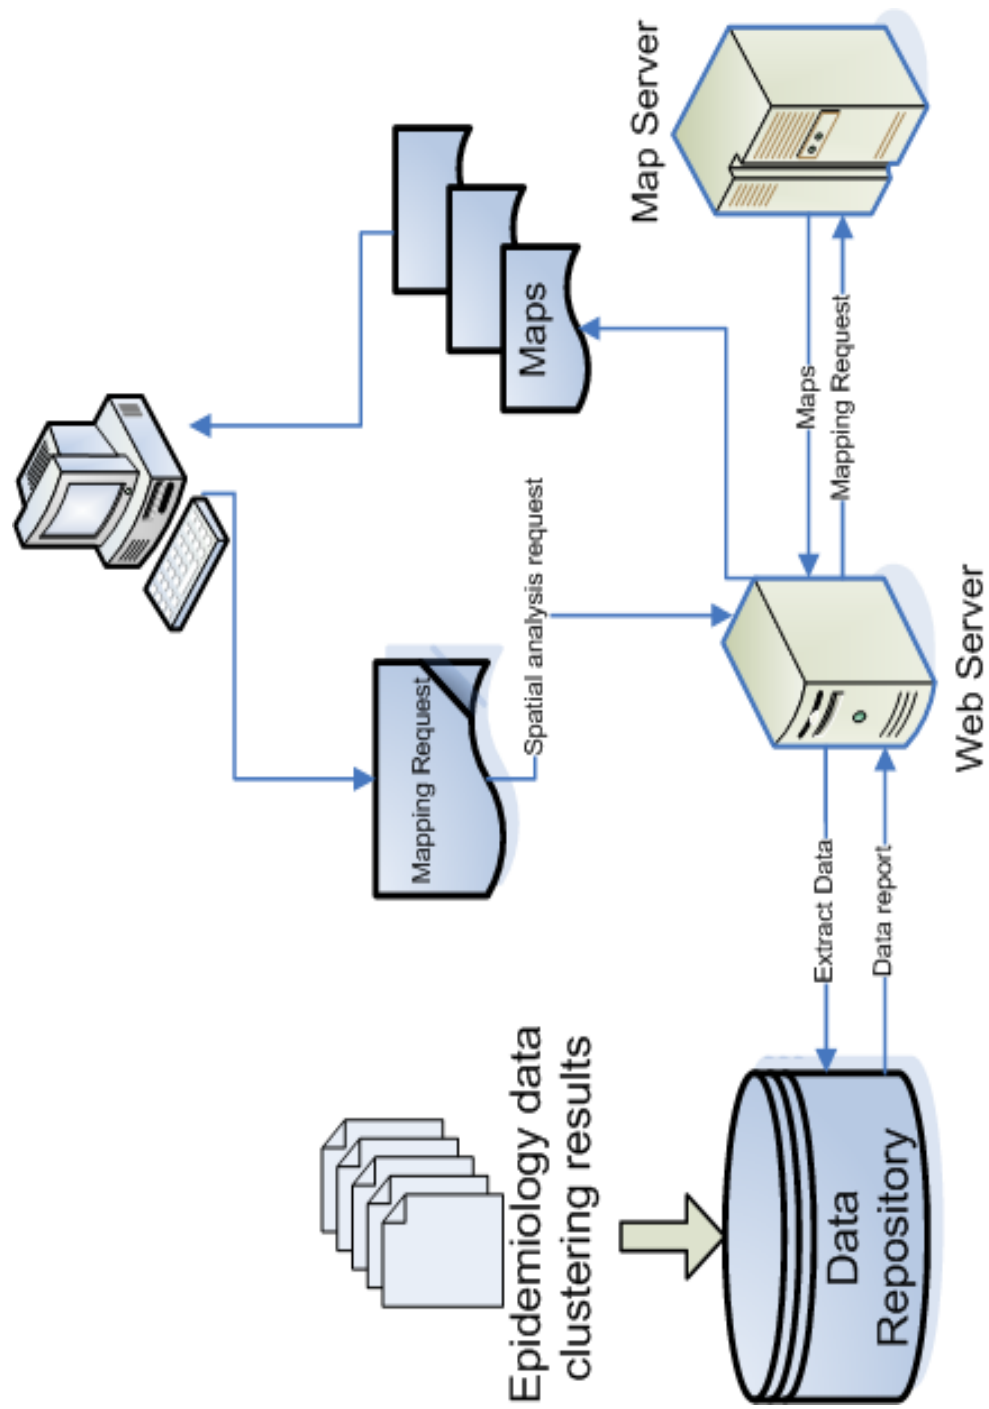 Epidemiology data
clustering results
Data
Repository
Extract Data
Data report
Mapping Request
Spatial analysis request
Web Server
Maps
Maps
Mapping Request
Map Server